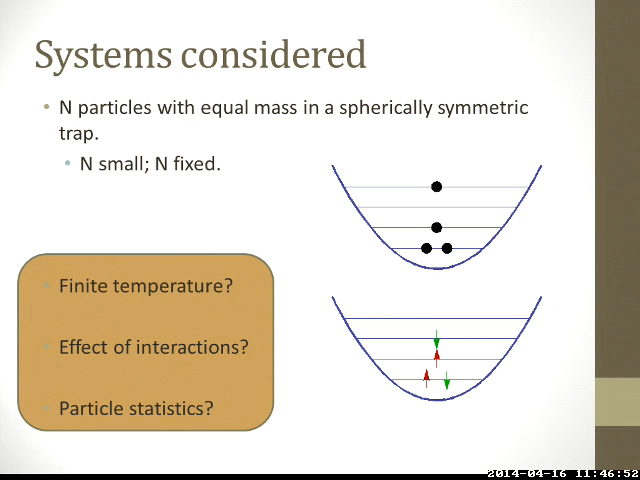 Systems considered
• N particles with equal mass in a spherically symmetric
trap.
• N small; N fixed.
• Finite temperature?
• Effect of interactions?
• Particle statistics?
2014-04-16 11:46:52